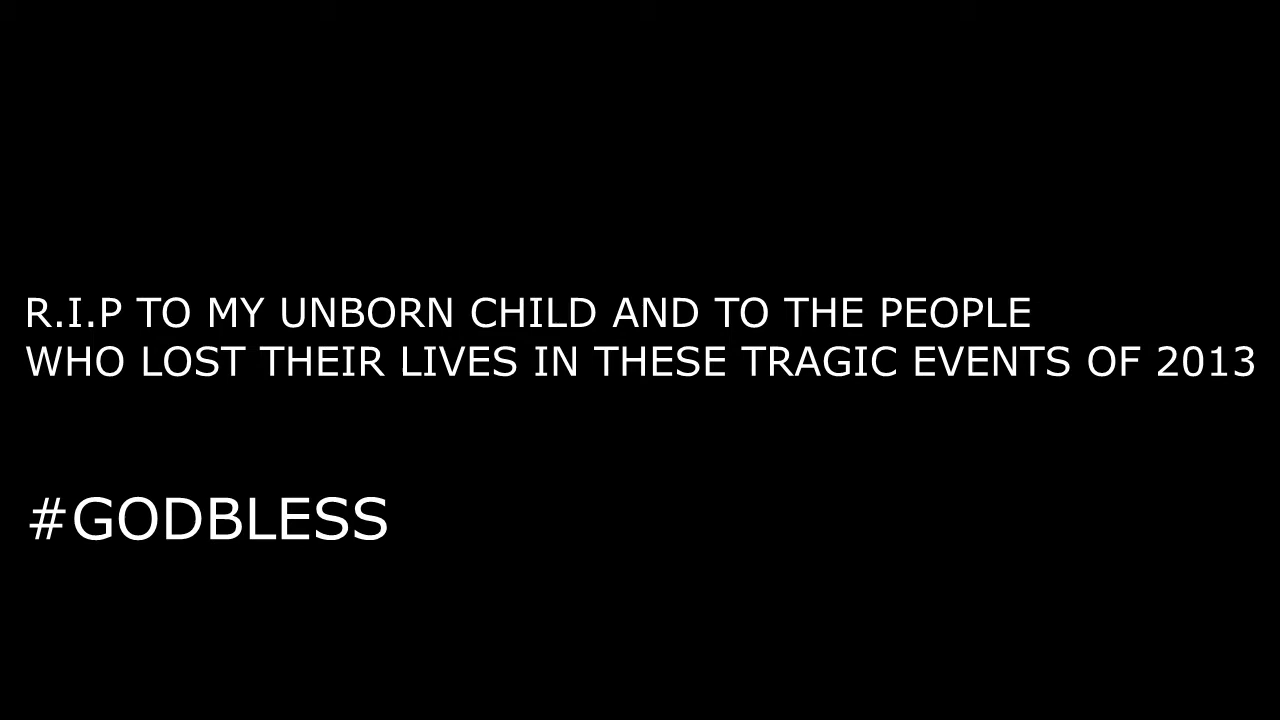 R.I.P TO MY UNBORN CHILD AND TO THE PEOPLE
WHO LOST THEIR LIVES IN THESE TRAGIC EVENTS OF 2013
#GODBLESS